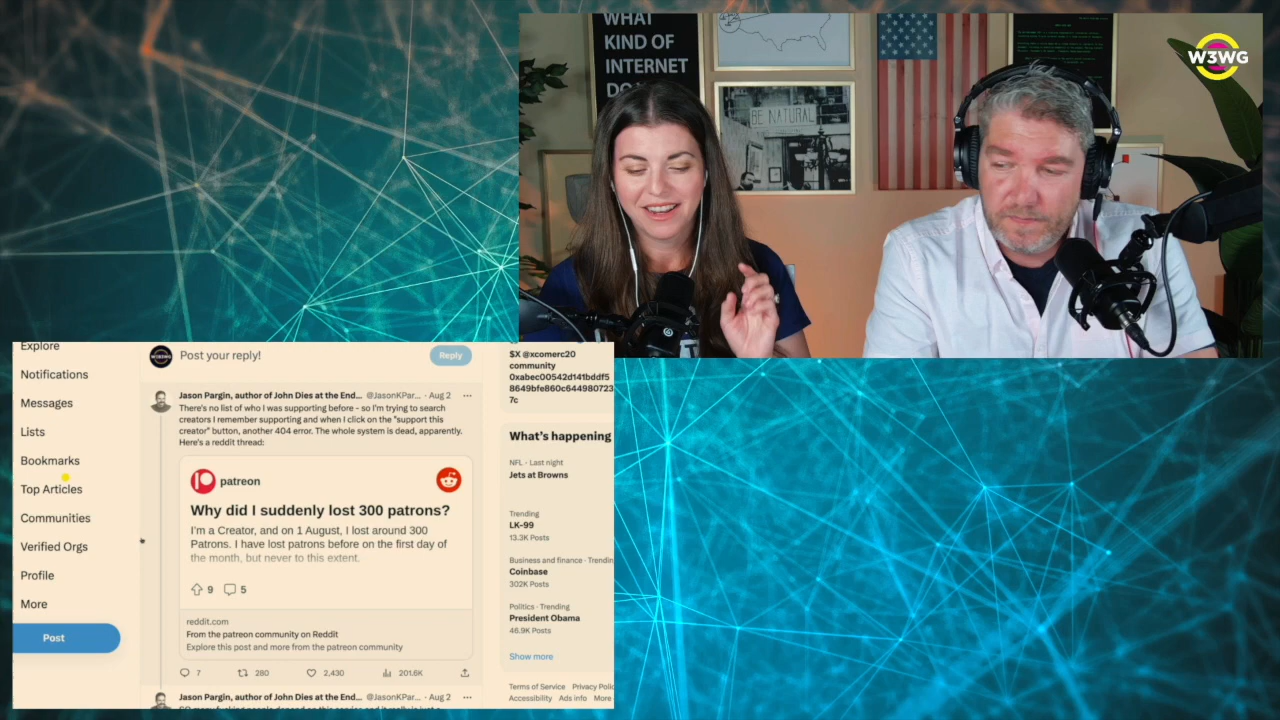 WHAT
KIND OF
INTERNET
DO
BE NATURAL
W3WG
Explore
Notifications
Messages
Lists
Bookmarks
Top Articles
Communities
Verified Orgs
Profile
More
Post
Post your reply!
Reply
Jason Pargin, author of John Dies at the End... @JasonKPar... · Aug 2
There's no list of who I was supporting before - so I'm trying to search
creators I remember supporting and when I click on the "support this
creator" button, another 404 error. The whole system is dead, apparently.
Here's a reddit thread:
patreon
Why did I suddenly lost 300 patrons?
I'm a Creator, and on 1 August, I lost around 300
Patrons. I have lost patrons before on the first day of
the month, but never to this extent.
9 5
reddit.com
From the patreon community on Reddit
Explore this post and more from the patreon community
7 280 2,430 201.6K
Jason Pargin, author of John Dies at the End... @JasonKPar... · Aug 2
$X @xcomerc20
community
0xabec00542d141bddf5
8649bfe860c644980723
7c
What's happening
NFL · Last night
Jets at Browns
Trending
LK-99
13.3K Posts
Business and finance · Trendin
Coinbase
302K Posts
Politics · Trending
President Obama
46.9K Posts
Show more
Terms of Service Privacy Polic
Accessibility Ads info More